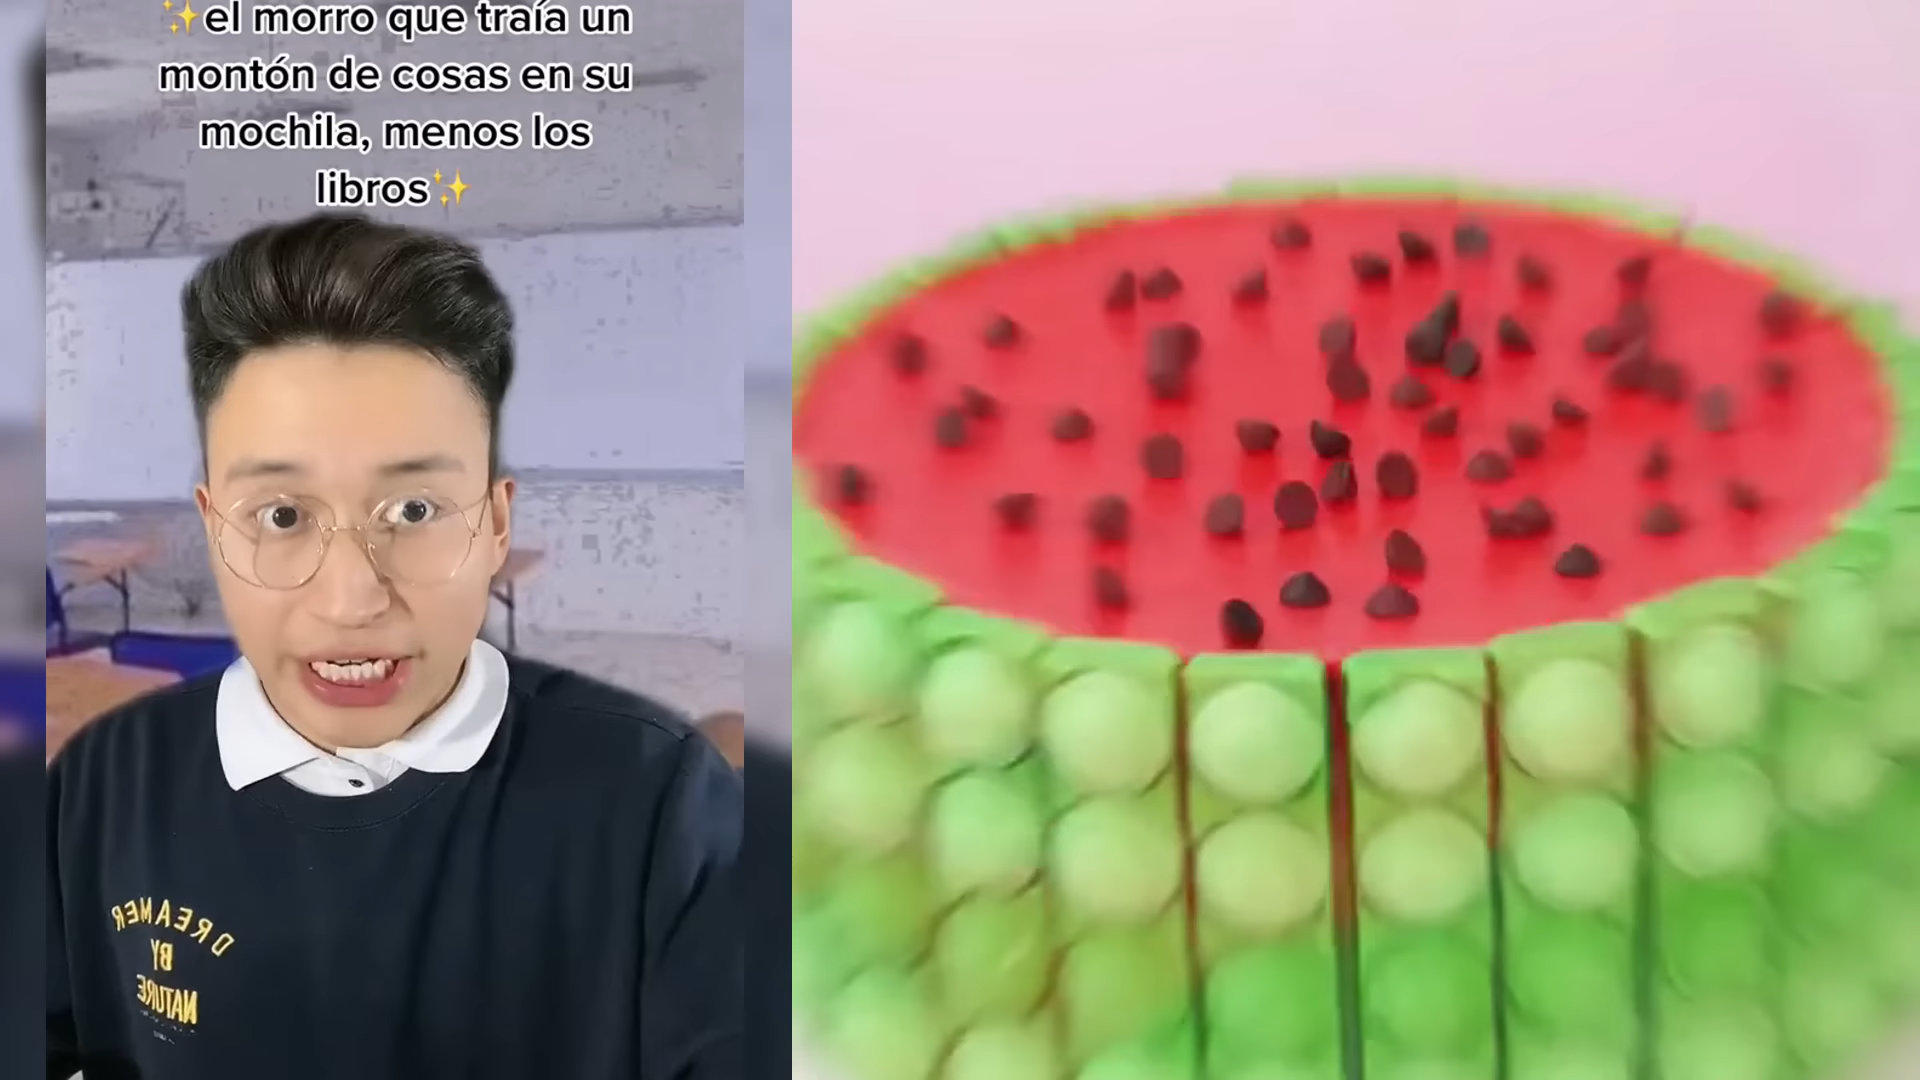 ✨el morro que traía un
montón de cosas en su
mochila, menos los
libros✨
DREAMER
BY
NATURE